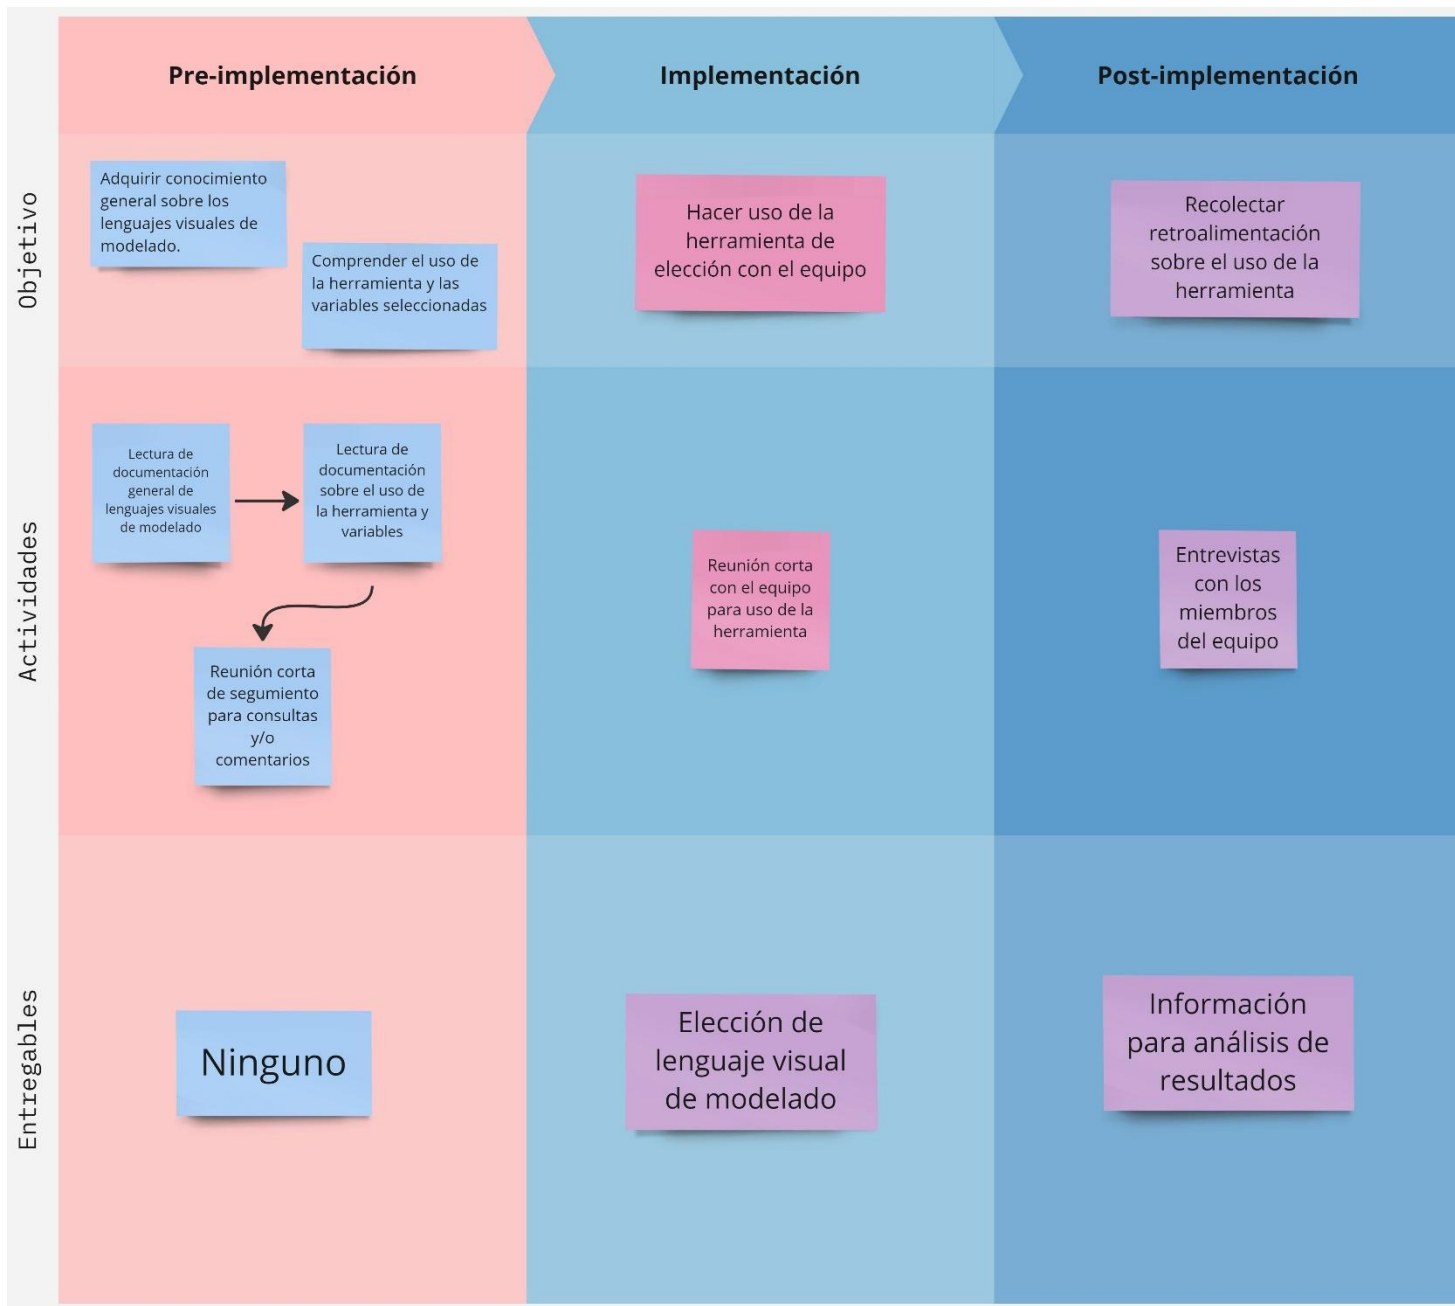 Pre-implementación
Implementación
Post-implementación
Objetivo
Adquirir conocimiento
general sobre los
lenguajes visuales de
modelado.
Comprender el uso de
la herramienta y las
variables seleccionadas
Hacer uso de la
herramienta de
elección con el equipo
Recolectar
retroalimentación
sobre el uso de la
herramienta
Actividades
Lectura de
documentación
general de
lenguajes visuales
de modelado
Lectura de
documentación
sobre el uso de
la herramienta y
variables
Reunión corta
de segumiento
para consultas
y/o
comentarios
Reunión corta
con el equipo
para uso de la
herramienta
Entrevistas
con los
miembros
del equipo
Entregables
Ninguno
Elección de
lenguaje visual
de modelado
Información
para análisis de
resultados